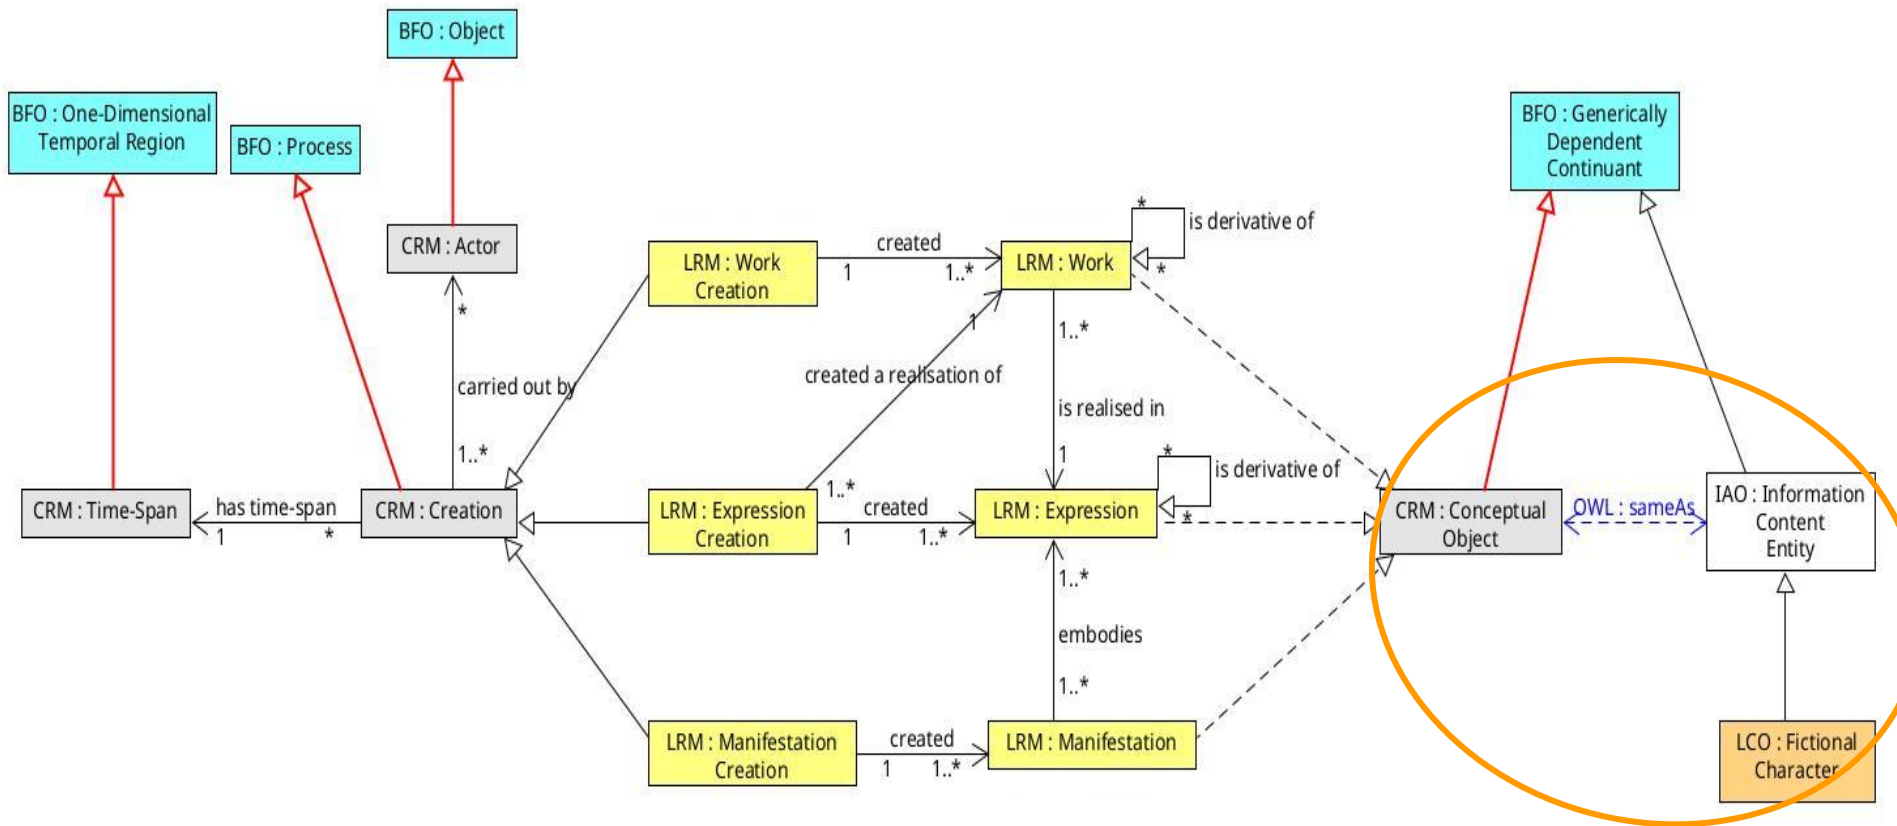 BFO : Object
BFO : One-Dimensional
Temporal Region
BFO : Process
BFO : Generically
Dependent
Continuant
CRM : Actor
LRM : Work
Creation
created
1
1..*
LRM : Work
*
is derivative of
*
*
carried out by
1..*
created a realisation of
1
1..*
1..*
is realised in
1
CRM : Time-Span
has time-span
1
*
CRM : Creation
LRM : Expression
Creation
created
1
1..*
LRM : Expression
*
is derivative of
*
CRM : Conceptual
Object
OWL : sameAs
IAO : Information
Content
Entity
1..*
embodies
1..*
LRM : Manifestation
Creation
created
1
1..*
LRM : Manifestation
LCO : Fictional
Character